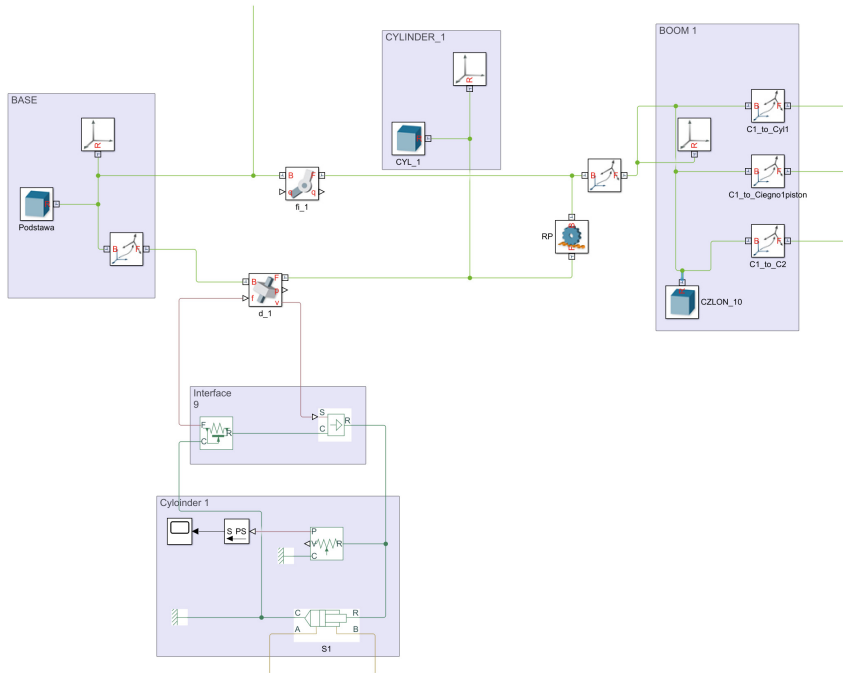 BOOM 1
CYLINDER_1
R
BASE
B F
C1_to_Cyl1
R
R
CYL_1
B F
C1_to_Ciegno1piston
B F
q q
fi_1
B F
Podstawa
RP
B F
B F
C1_to_C2
B F
f p
v
d_1
CZLON_10
Interface
9
S
R
C
F
R
C
Cyloinder 1
S PS
P
V R
C
C R
A B
S1